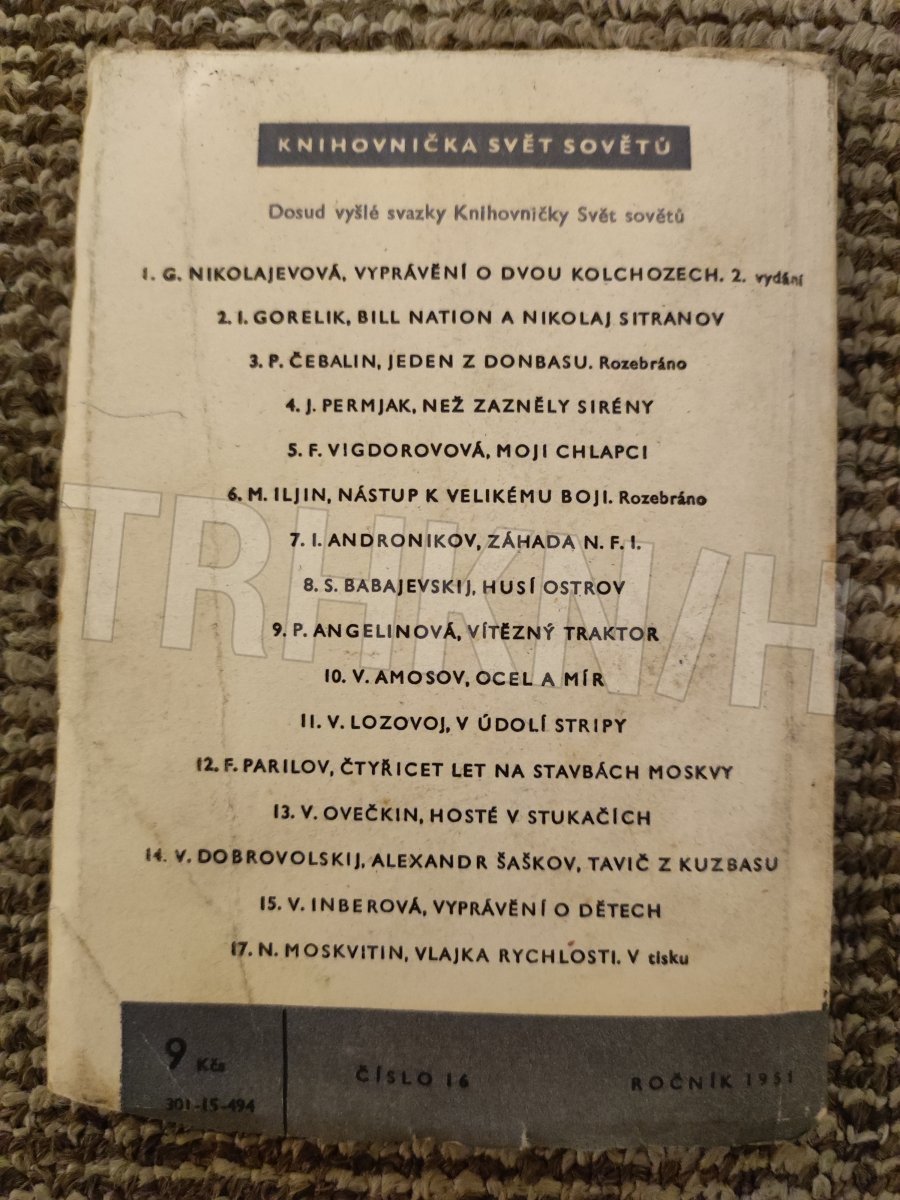 KNIHOVNIČKA SVĚT SOVĚTŮ
Dosud vyšlé svazky Knihovničky Svět sovětů
1. G. NIKOLAJEVOVÁ, VYPRÁVĚNÍ O DVOU KOLCHOZECH. 2. vydání
2. I. GORELIK, BILL NATION A NIKOLAJ SITRANOV
3. P. ČEBALIN, JEDEN Z DONBASU. Rozebráno
4. J. PERMJAK, NEŽ ZAZNĚLY SIRÉNY
5. F. VIGDOROVOVÁ, MOJI CHLAPCI
6. M. ILJIN, NÁSTUP K VELIKÉMU BOJI. Rozebráno
7. I. ANDRONIKOV, ZÁHADA N. F. I.
8. S. BABAJEVSKIJ, HUSÍ OSTROV
9. P. ANGELINOVÁ, VÍTĚZNÝ TRAKTOR
TRHKNIH
10. V. AMOSOV, OCEL A MÍR
11. V. LOZOVOJ, V ÚDOLÍ STRIPY
12. F. PARILOV, ČTYŘICET LET NA STAVBÁCH MOSKVY
13. V. OVEČKIN, HOSTÉ V STUKAČÍCH
14. V. DOBROVOLSKIJ, ALEXANDR ŠAŠKOV, TAVIČ Z KUZBASU
15. V. INBEROVÁ, VYPRÁVĚNÍ O DĚTECH
17. N. MOSKVITIN, VLAJKA RYCHLOSTI. V tisku
9 Kčs
301-15-494
ČÍSLO 16
ROČNÍK 1951